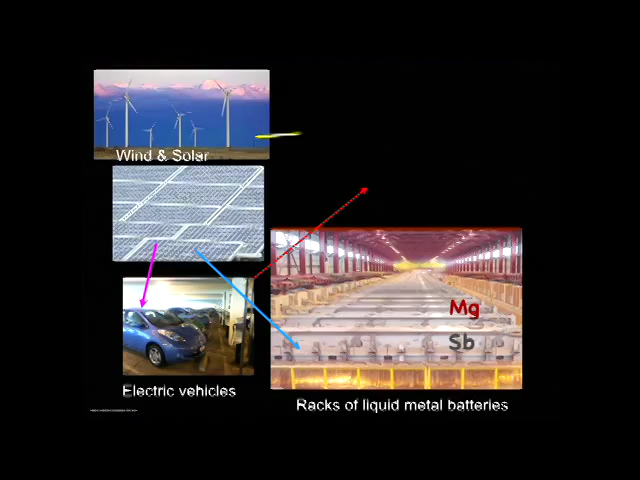 Wind & Solar
Mg
Sb
Electric vehicles
Racks of liquid metal batteries